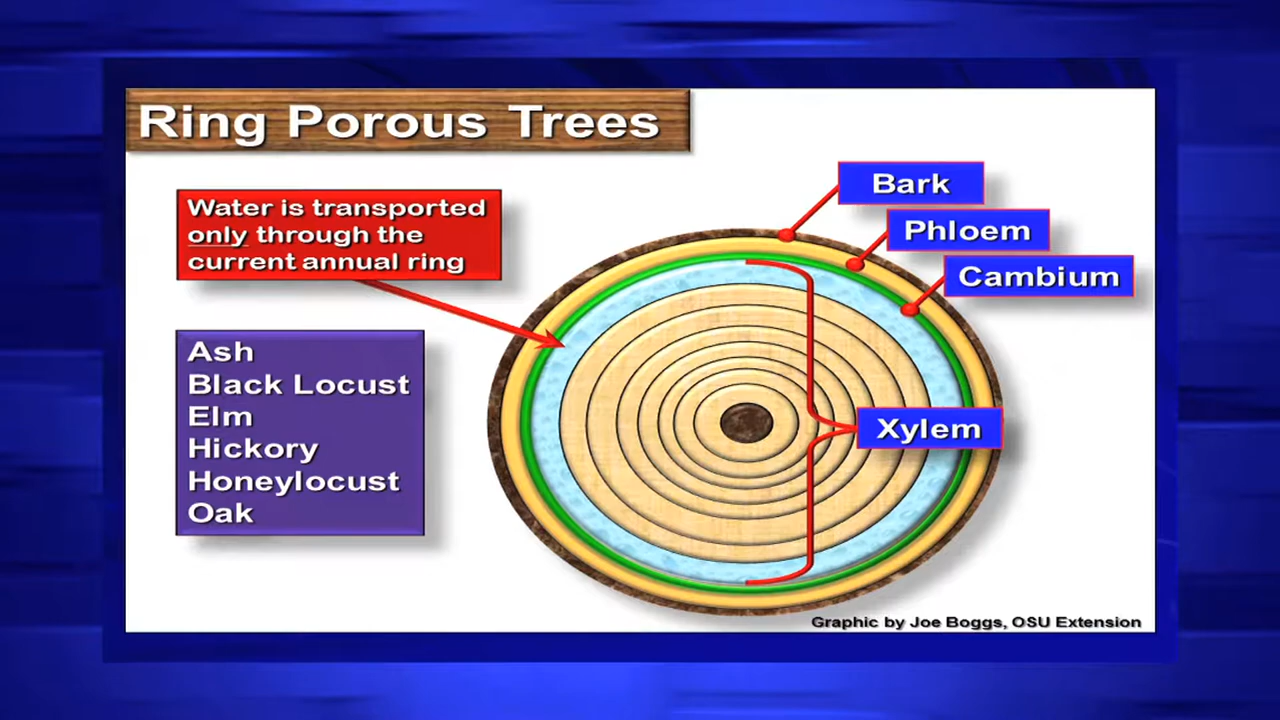 Ring Porous Trees
Water is transported
only through the
current annual ring
Ash
Black Locust
Elm
Hickory
Honeylocust
Oak
Bark
Phloem
Cambium
Xylem
Graphic by Joe Boggs, OSU Extension